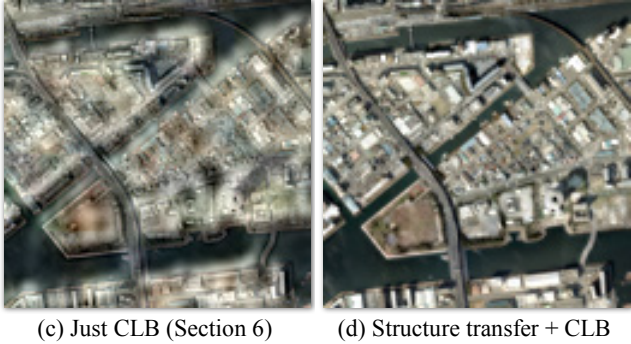 (c) Just CLB (Section 6)
(d) Structure transfer + CLB